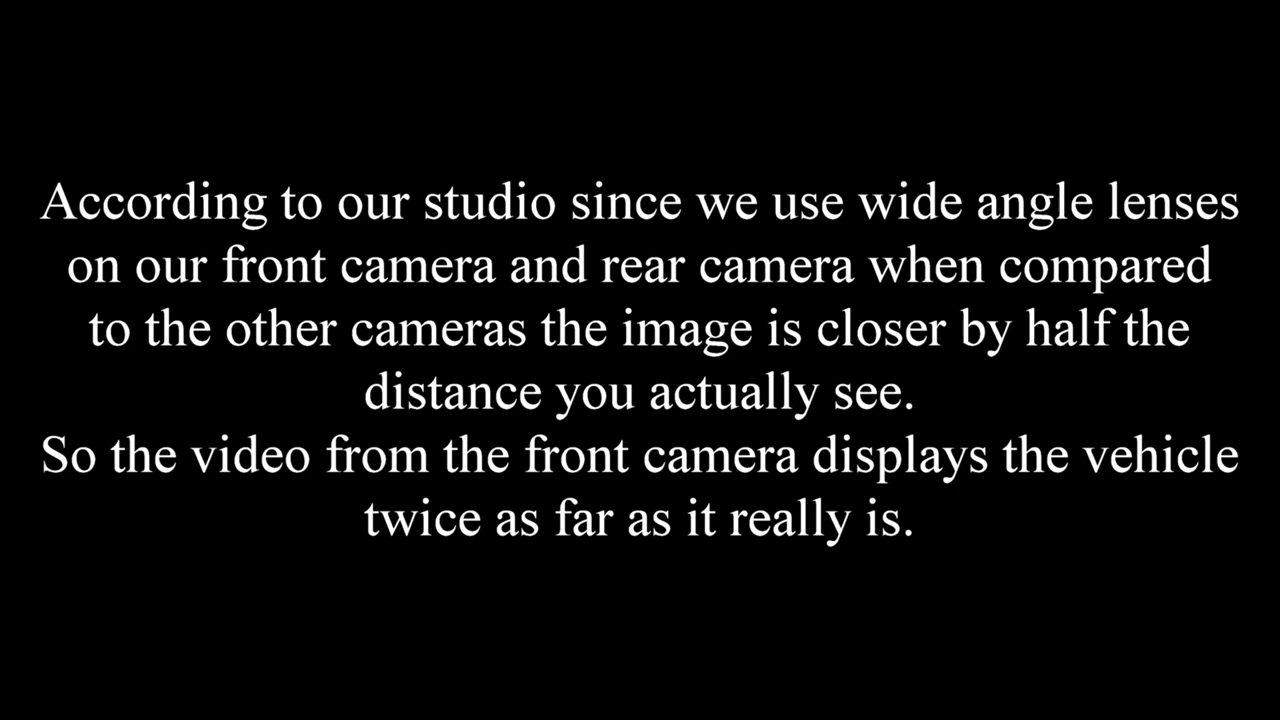 According to our studio since we use wide angle lenses
on our front camera and rear camera when compared
to the other cameras the image is closer by half the
distance you actually see.
So the video from the front camera displays the vehicle
twice as far as it really is.